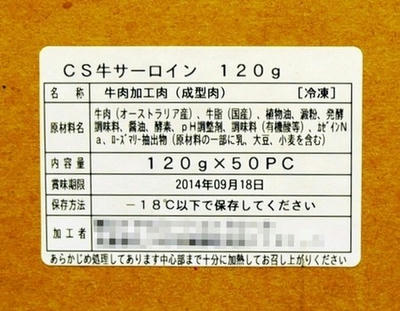 CS牛サーロイン 120g
名称 牛肉加工肉(成型肉) [冷凍]
原材料名 牛肉(オーストラリア産)、牛脂(国産)、植物油、澱粉、発酵
調味料、醤油、酵素、pH調整剤、調味料(有機酸等)、ｶｾﾞｲﾝN
a、ﾛｰｽﾞﾏﾘｰ抽出物(原材料の一部に乳、大豆、小麦を含む)
内容量 120g×50PC
賞味期限 2014年09月18日
保存方法 −18℃以下で保存してください
加工者
あらかじめ処理してあります中心部まで十分に加熱してお召し上がりください